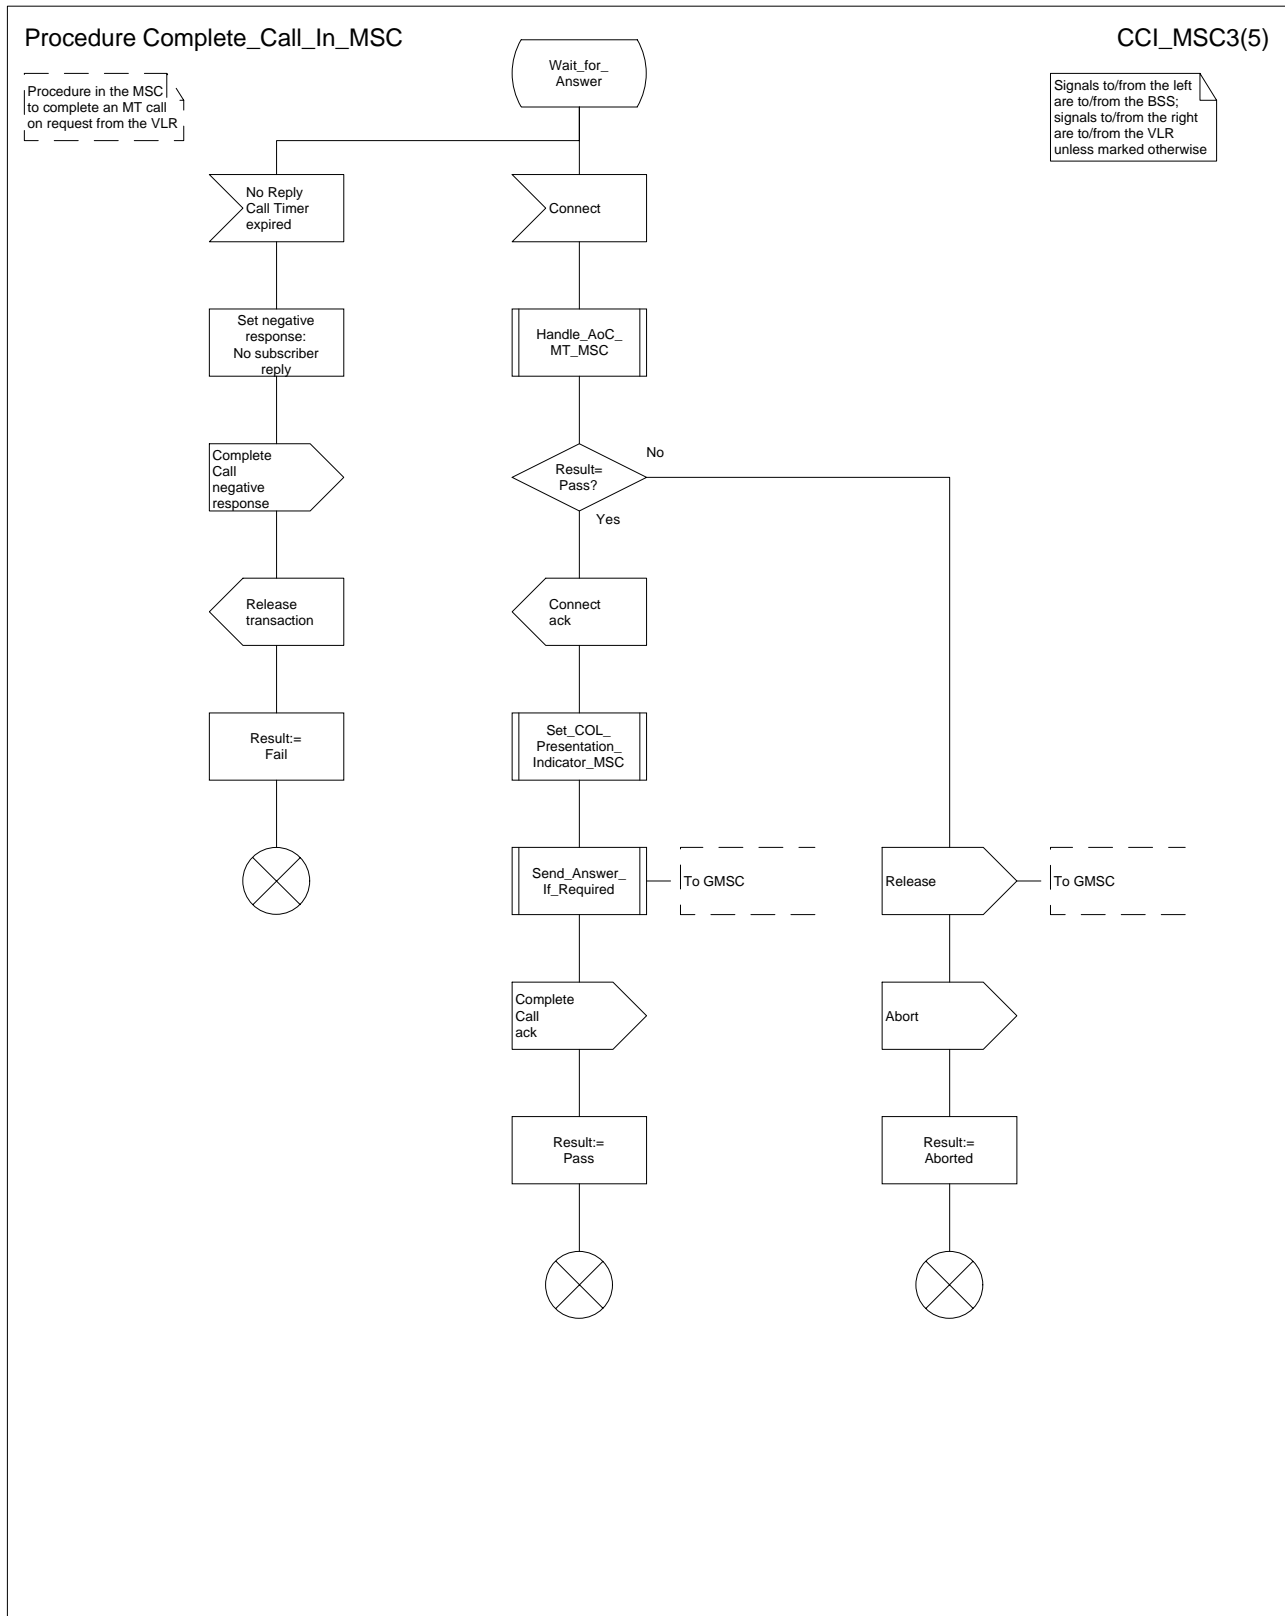 Procedure Complete_Call_In_MSC
CCI_MSC3(5)
Procedure in the MSC
to complete an MT call
on request from the VLR
Signals to/from the left
are to/from the BSS;
signals to/from the right
are to/from the VLR
unless marked otherwise
Wait_for_
Answer
No Reply
Call Timer
expired
Connect
Set negative
response:
No subscriber
reply
Handle_AoC_
MT_MSC
Complete
Call
negative
response
Result=
Pass?
No
Yes
Release
transaction
Connect
ack
Result:=
Fail
Set_COL_
Presentation_
Indicator_MSC
Send_Answer_
If_Required
To GMSC
Release
To GMSC
Complete
Call
ack
Abort
Result:=
Pass
Result:=
Aborted